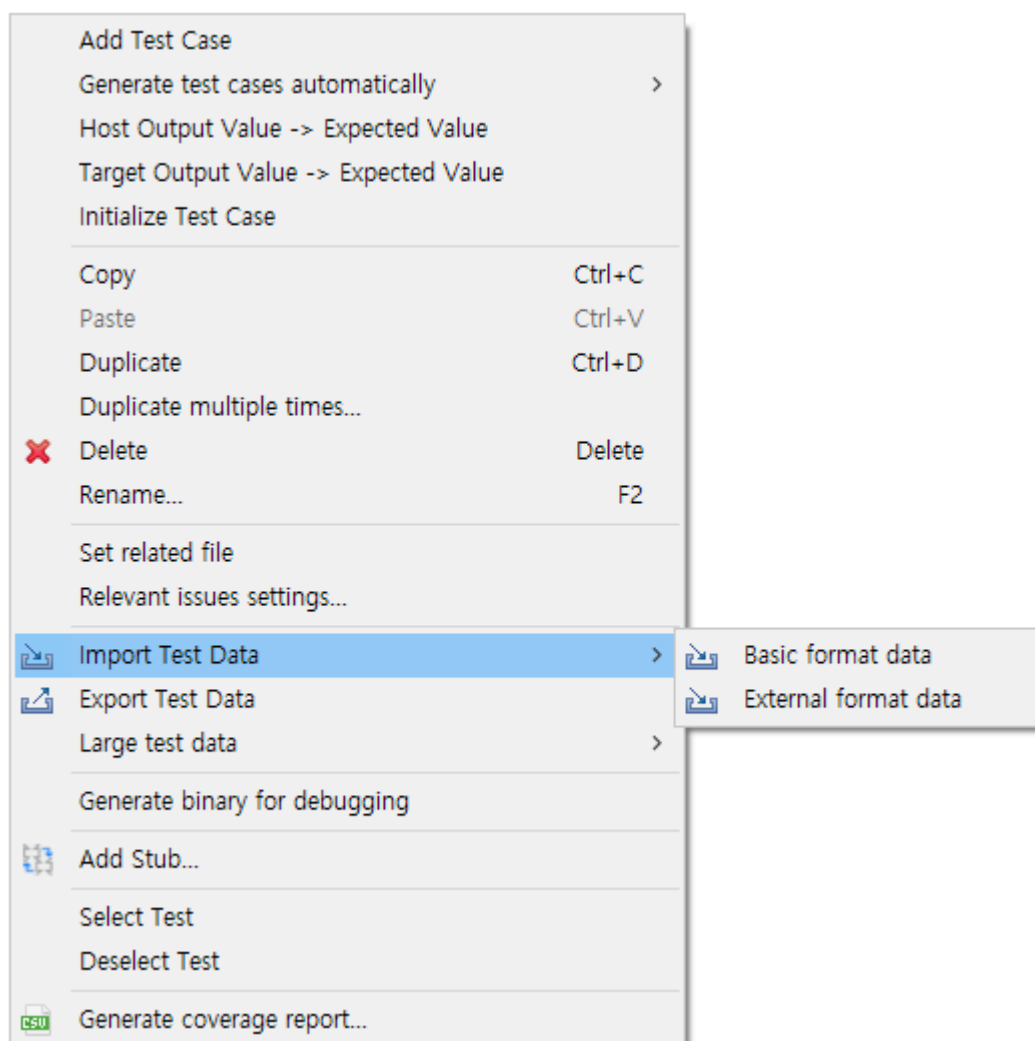 Add Test Case
Generate test cases automatically >
Host Output Value -> Expected Value
Target Output Value -> Expected Value
Initialize Test Case
Copy Ctrl+C
Paste Ctrl+V
Duplicate Ctrl+D
Duplicate multiple times...
Delete Delete
Rename... F2
Set related file
Relevant issues settings...
Import Test Data > Basic format data
Export Test Data External format data
Large test data >
Generate binary for debugging
Add Stub...
Select Test
Deselect Test
CSV Generate coverage report...